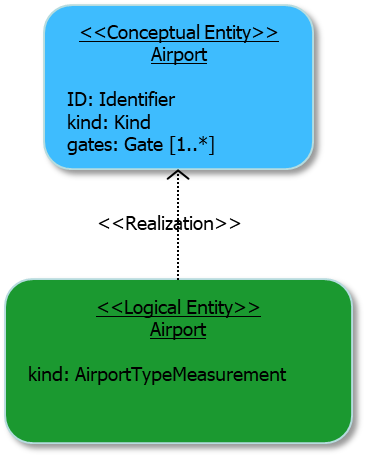 <<Conceptual Entity>>
Airport
ID: Identifier
kind: Kind
gates: Gate [1..*]
<<Realization>>
<<Logical Entity>>
Airport
kind: AirportTypeMeasurement